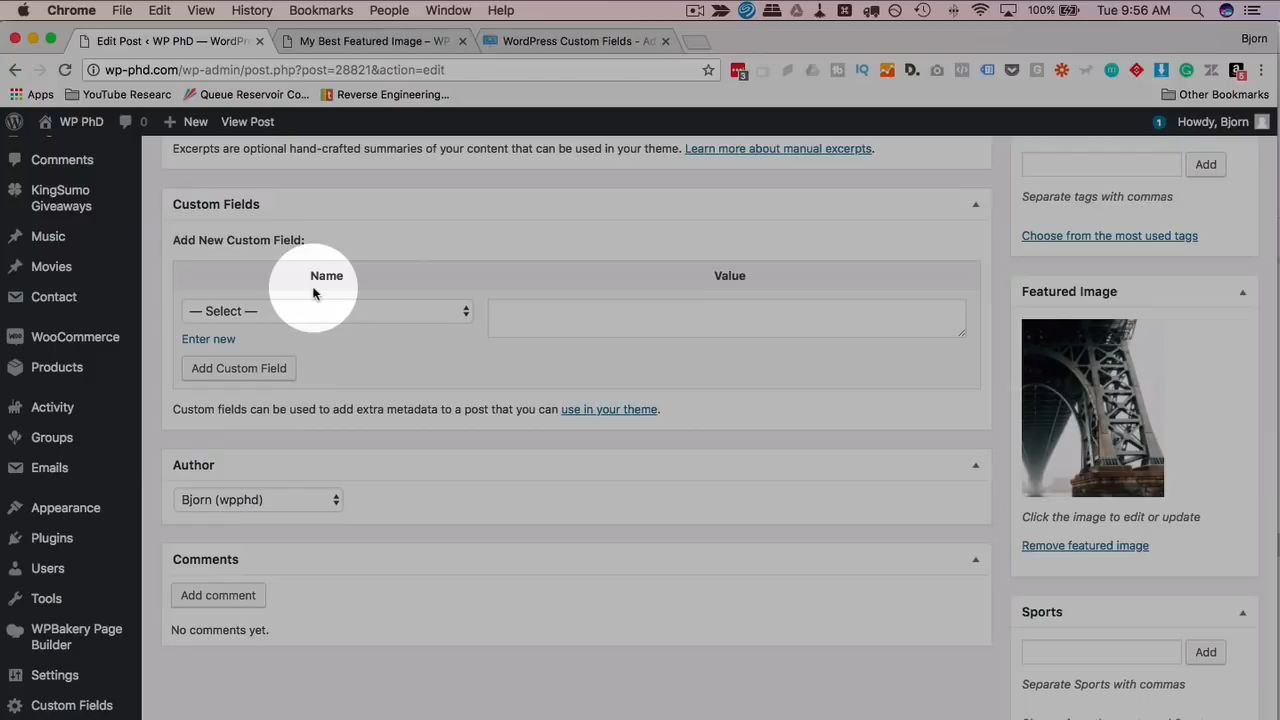 Chrome File Edit View History Bookmarks People Window Help 100% Tue 9:56 AM
Edit Post ‹ WP PhD — WordPr
My Best Featured Image – WP
WordPress Custom Fields - Ad
Bjorn
wp-phd.com/wp-admin/post.php?post=28821&action=edit
3
5
Apps YouTube Researc Queue Reservoir Co... Reverse Engineering... Other Bookmarks
WP PhD 0 New View Post 1 Howdy, Bjorn
Comments
KingSumo
Giveaways
Music
Movies
Contact
WooCommerce
Products
Activity
Groups
Emails
Appearance
Plugins
Users
Tools
WPBakery Page
Builder
Settings
Custom Fields
Excerpts are optional hand-crafted summaries of your content that can be used in your theme. Learn more about manual excerpts.
Custom Fields
Add New Custom Field:
Name Value
— Select —
Enter new
Add Custom Field
Custom fields can be used to add extra metadata to a post that you can use in your theme.
Author
Bjorn (wpphd)
Comments
Add comment
No comments yet.
Add
Separate tags with commas
Choose from the most used tags
Featured Image
Click the image to edit or update
Remove featured image
Sports
Add
Separate Sports with commas